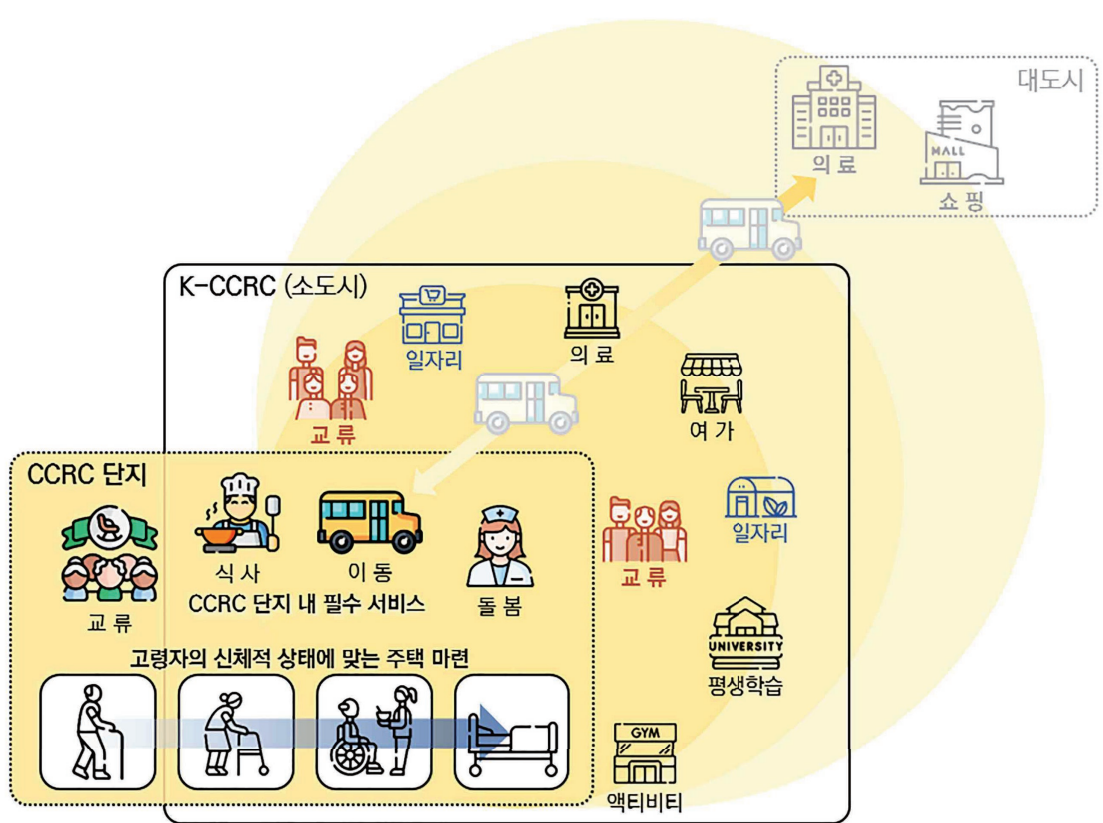 대도시
의료
MALL
쇼핑
K-CCRC (소도시)
일자리
의료
교류
여가
CCRC 단지
일자리
교류
식사
이동
돌봄
교류
CCRC 단지 내 필수 서비스
UNIVERSITY
평생학습
고령자의 신체적 상태에 맞는 주택 마련
GYM
액티비티